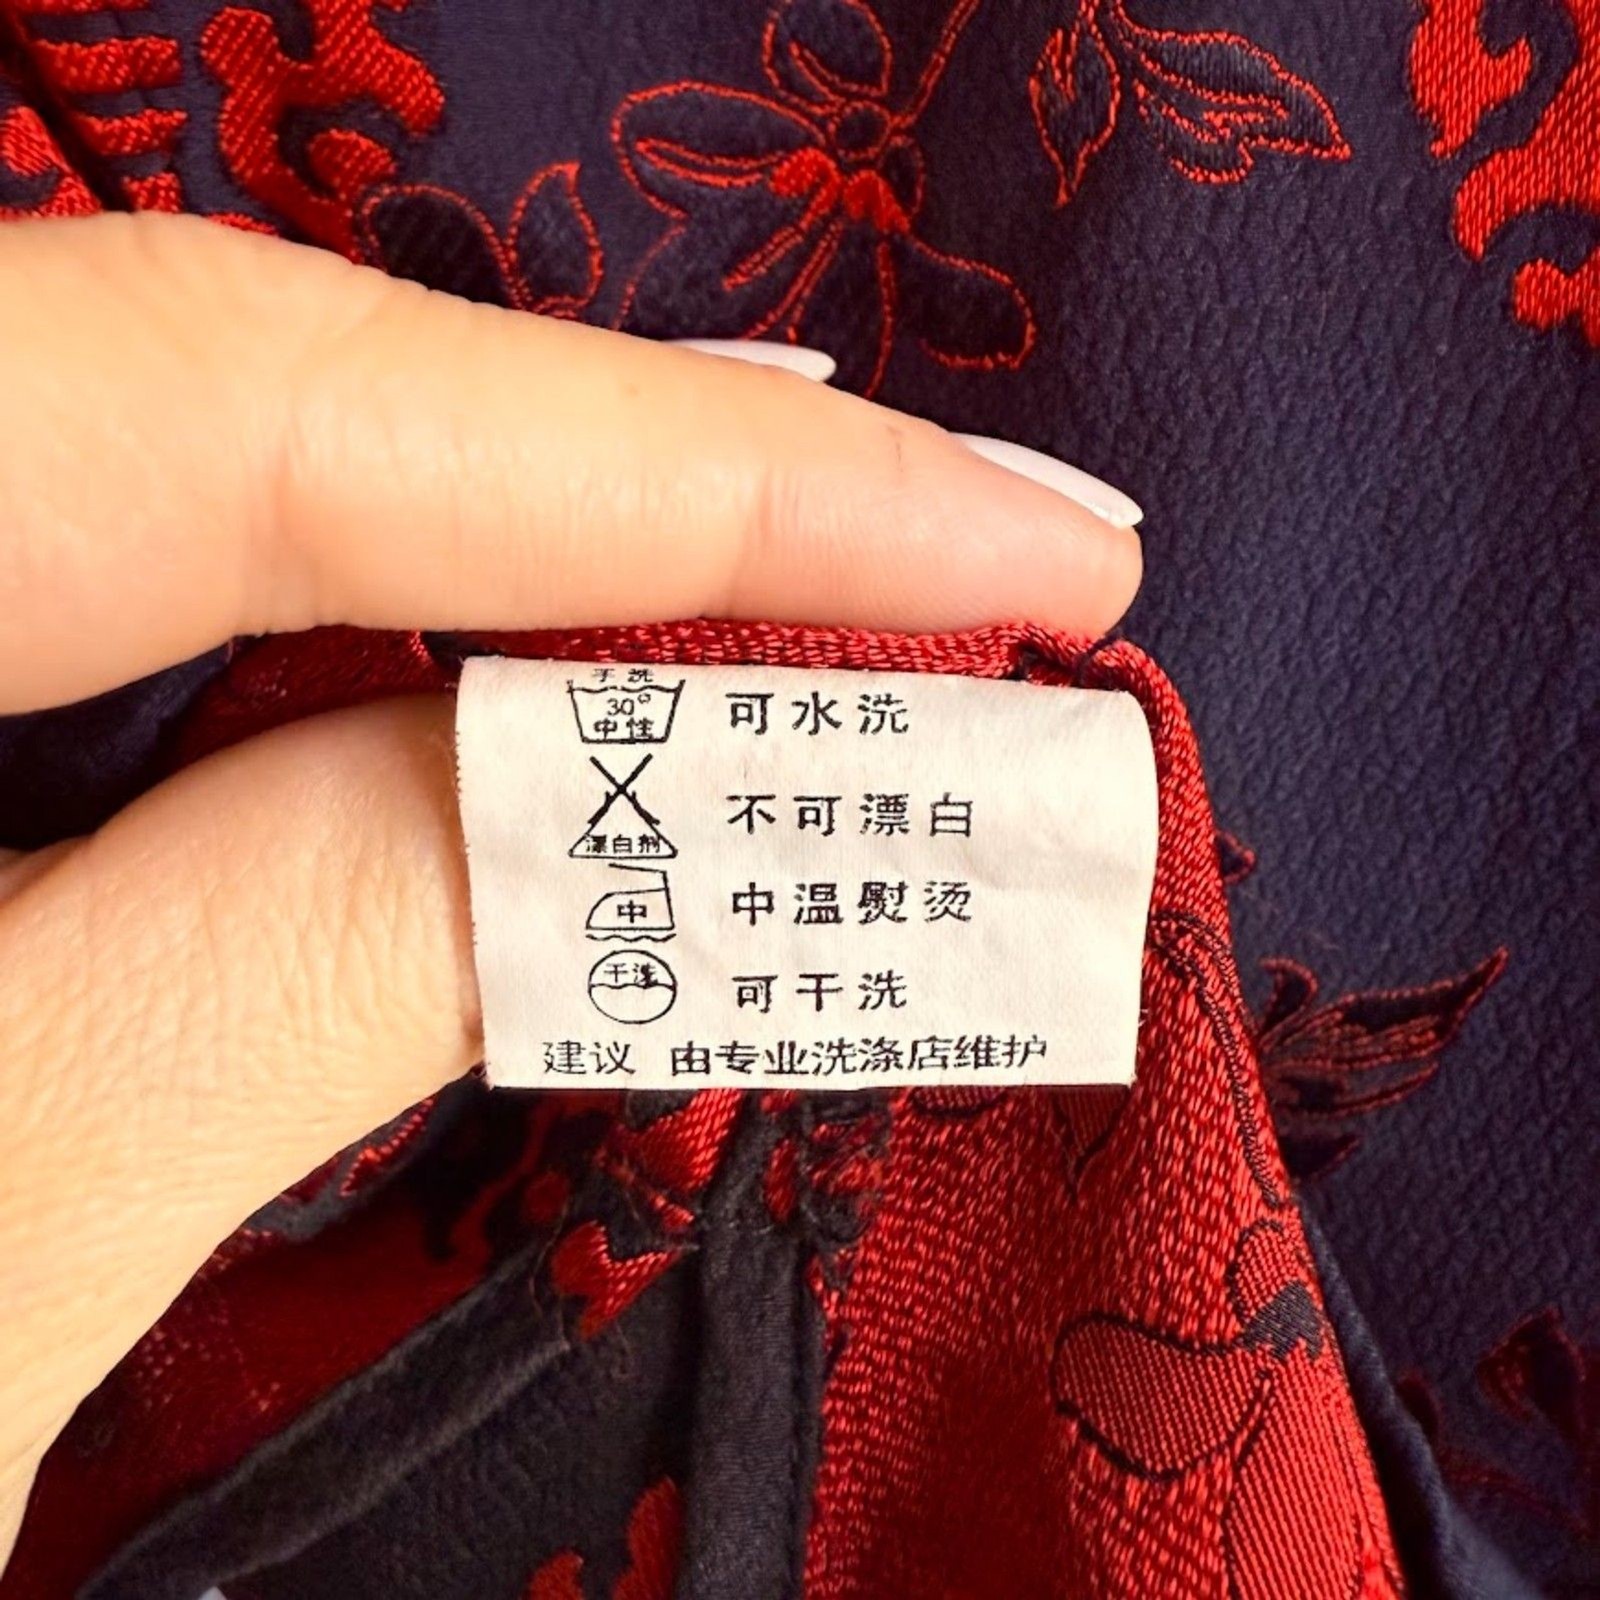 手洗
30°
中性
可水洗
漂白剂
不可漂白
中
中温熨烫
干洗
可干洗
建议 由专业洗涤店维护